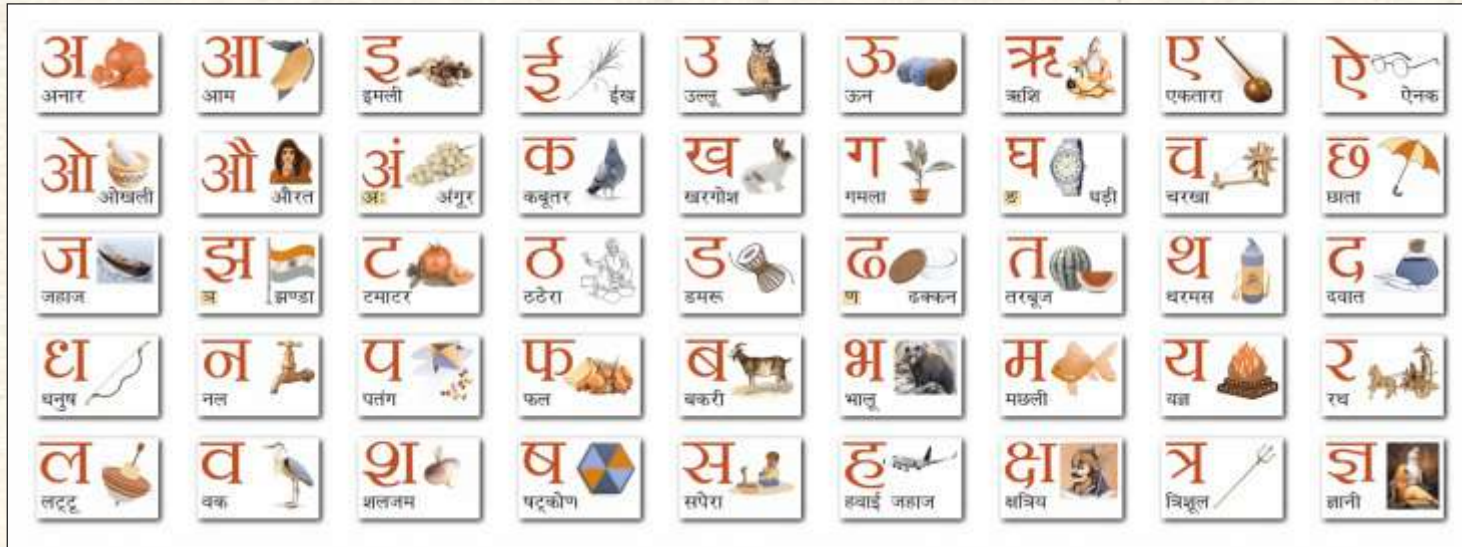 अ आ इ ई उ ऊ ऋ ए ऐ
अनार आम इमली ईख उल्लू ऊन ऋशि एकतारा ऐनक
ओ औ अं क ख ग घ च छ
ओखली औरत अः अंगूर कबूतर खरगोश गमला ङ घड़ी चरखा छाता
ज झ ट ठ ड ढ त थ द
जहाज ञ झण्डा टमाटर ठठेरा डमरू ण ढक्कन तरबूज थरमस दवात
ध न प फ ब भ म य र
धनुष नल पतंग फल बकरी भालू मछली यज्ञ रथ
ल व श ष स ह क्ष त्र ज्ञ
लट्टू वक शलजम षट्कोण सपेरा हवाई जहाज क्षत्रिय त्रिशूल ज्ञानी